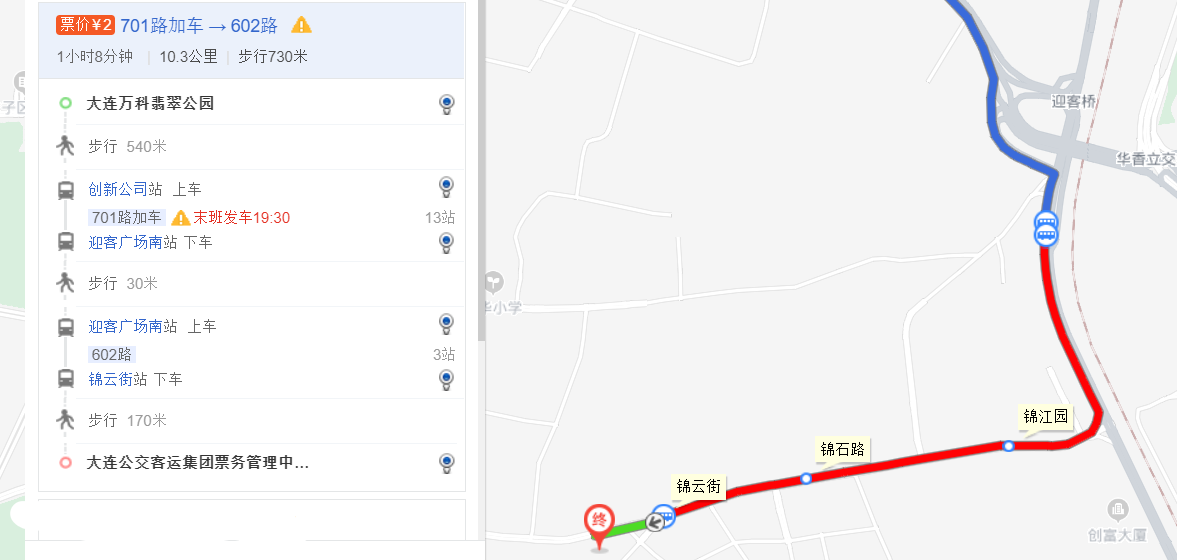 票价¥2 701路加车 → 602路
1小时8分钟 | 10.3公里 | 步行730米
大连万科翡翠公园
步行 540米
创新公司站 上车
701路加车 末班发车19:30 13站
迎客广场南站 下车
步行 30米
迎客广场南站 上车
602路 3站
锦云街站 下车
步行 170米
大连公交客运集团票务管理中...
迎客桥
华香立交
华小学
锦江园
锦石路
锦云街
终
创富大厦
子区